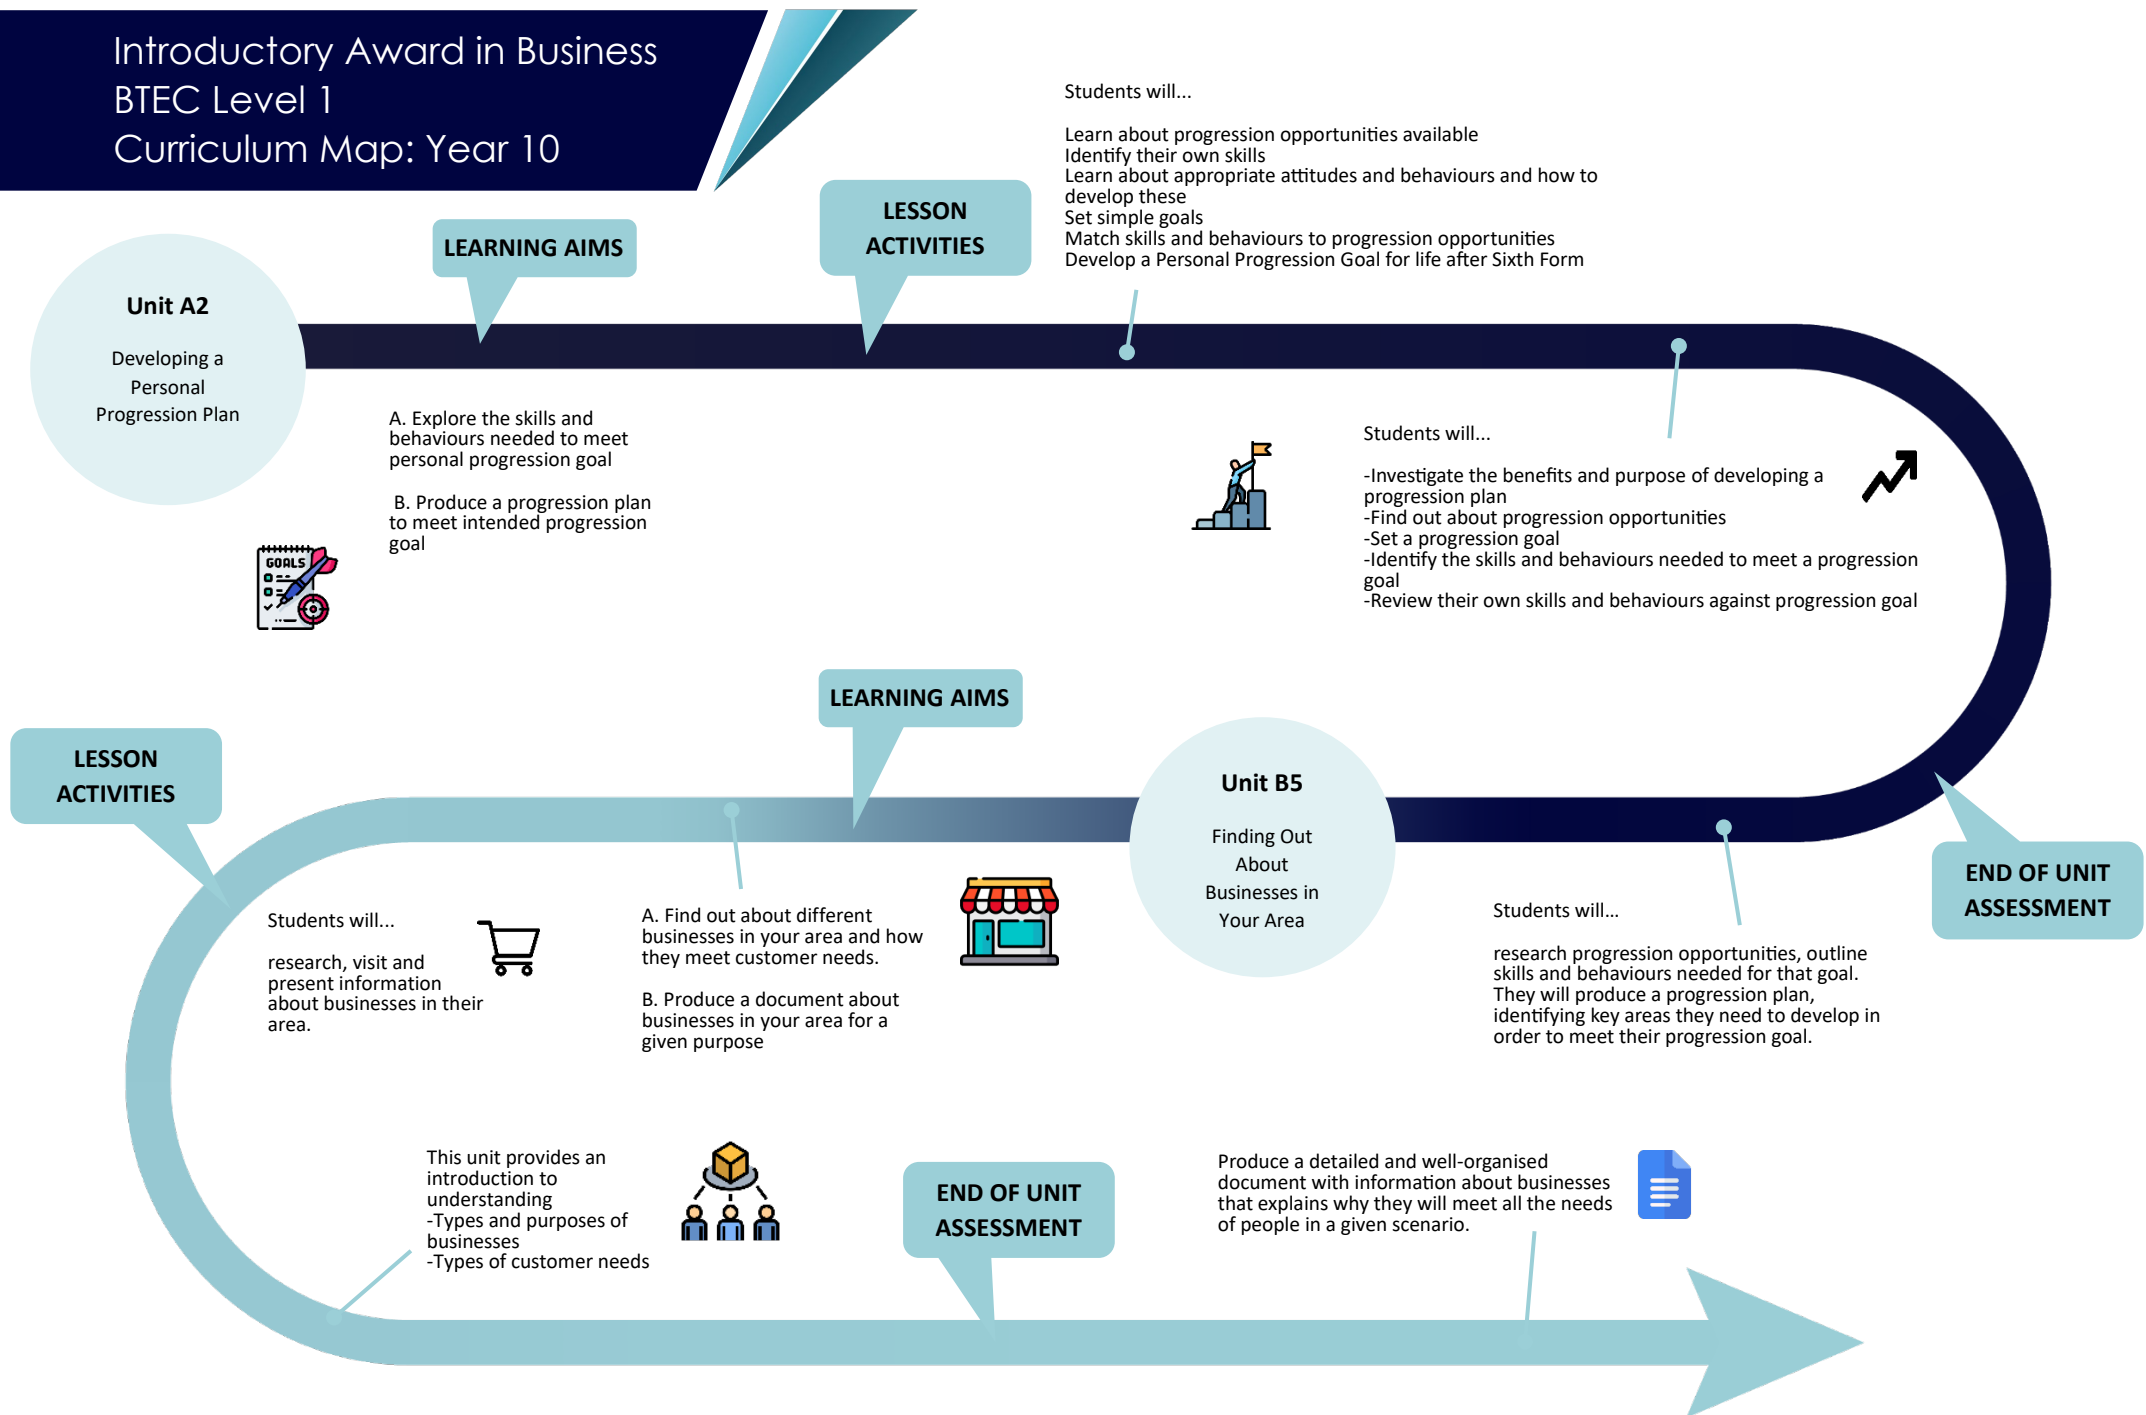 Introductory Award in Business
BTEC Level 1
Curriculum Map: Year 10
Unit A2
Developing a
Personal
Progression Plan
LEARNING AIMS
A. Explore the skills and
behaviours needed to meet
personal progression goal
B. Produce a progression plan
to meet intended progression
goal
GOALS
LESSON
ACTIVITIES
Students will...
Learn about progression opportunities available
Identify their own skills
Learn about appropriate attitudes and behaviours and how to
develop these
Set simple goals
Match skills and behaviours to progression opportunities
Develop a Personal Progression Goal for life after Sixth Form
Students will...
-Investigate the benefits and purpose of developing a
progression plan
-Find out about progression opportunities
-Set a progression goal
-Identify the skills and behaviours needed to meet a progression
goal
-Review their own skills and behaviours against progression goal
END OF UNIT
ASSESSMENT
Students will...
research progression opportunities, outline
skills and behaviours needed for that goal.
They will produce a progression plan,
identifying key areas they need to develop in
order to meet their progression goal.
Unit B5
Finding Out
About
Businesses in
Your Area
LEARNING AIMS
A. Find out about different
businesses in your area and how
they meet customer needs.
B. Produce a document about
businesses in your area for a
given purpose
LESSON
ACTIVITIES
Students will...
research, visit and
present information
about businesses in their
area.
This unit provides an
introduction to
understanding
-Types and purposes of
businesses
-Types of customer needs
END OF UNIT
ASSESSMENT
Produce a detailed and well-organised
document with information about businesses
that explains why they will meet all the needs
of people in a given scenario.